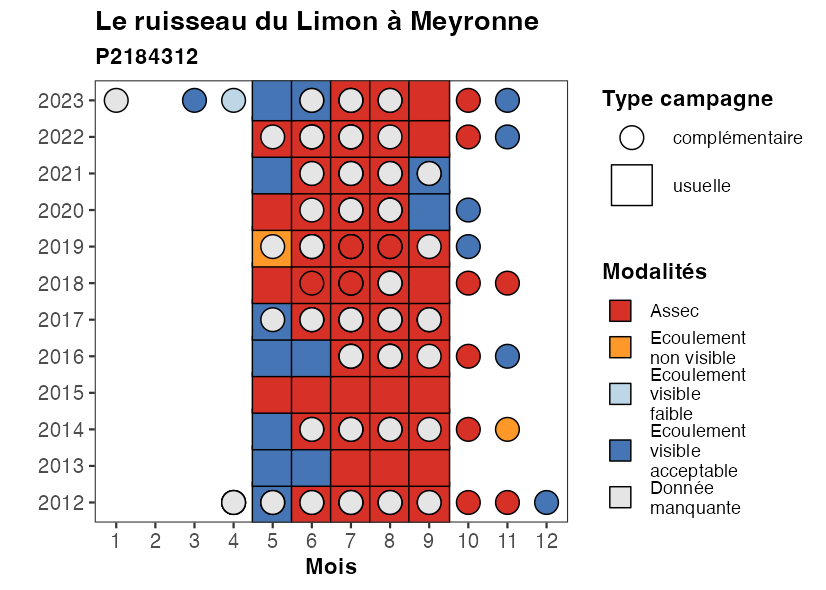 Le ruisseau du Limon à Meyronne
P2184312
2023
2022
2021
2020
2019
2018
2017
2016
2015
2014
2013
2012
1 2 3 4 5 6 7 8 9 10 11 12
Mois
Type campagne
complémentaire
usuelle
Modalités
Assec
Ecoulement
non visible
Ecoulement
visible
faible
Ecoulement
visible
acceptable
Donnée
manquante